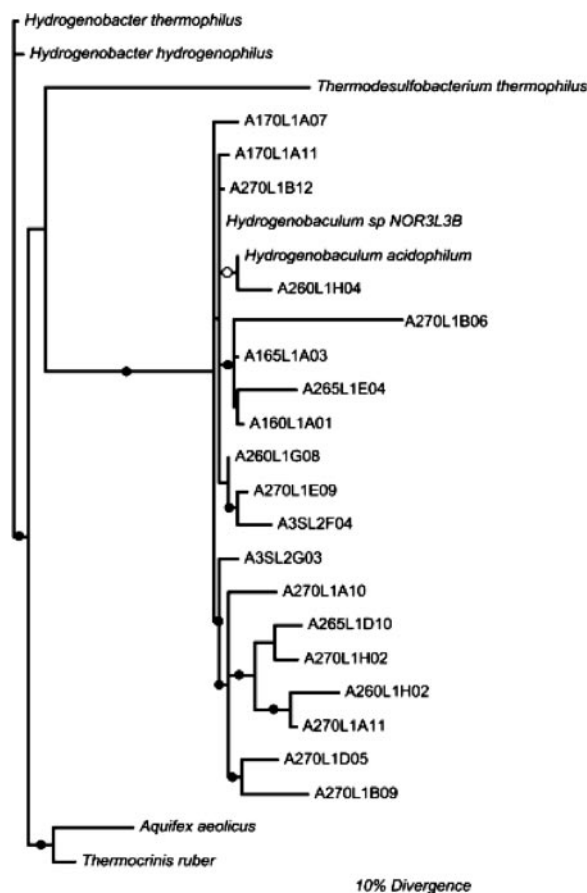 Hydrogenobacter thermophilus
Hydrogenobacter hydrogenophilus
Thermodesulfobacterium thermophilus
A170L1A07
A170L1A11
A270L1B12
Hydrogenobaculum sp NOR3L3B
Hydrogenobaculum acidophilum
A260L1H04
A270L1B06
A165L1A03
A265L1E04
A160L1A01
A260L1G08
A270L1E09
A3SL2F04
A3SL2G03
A270L1A10
A265L1D10
A270L1H02
A260L1H02
A270L1A11
A270L1D05
A270L1B09
Aquifex aeolicus
Thermocrinis ruber
10% Divergence